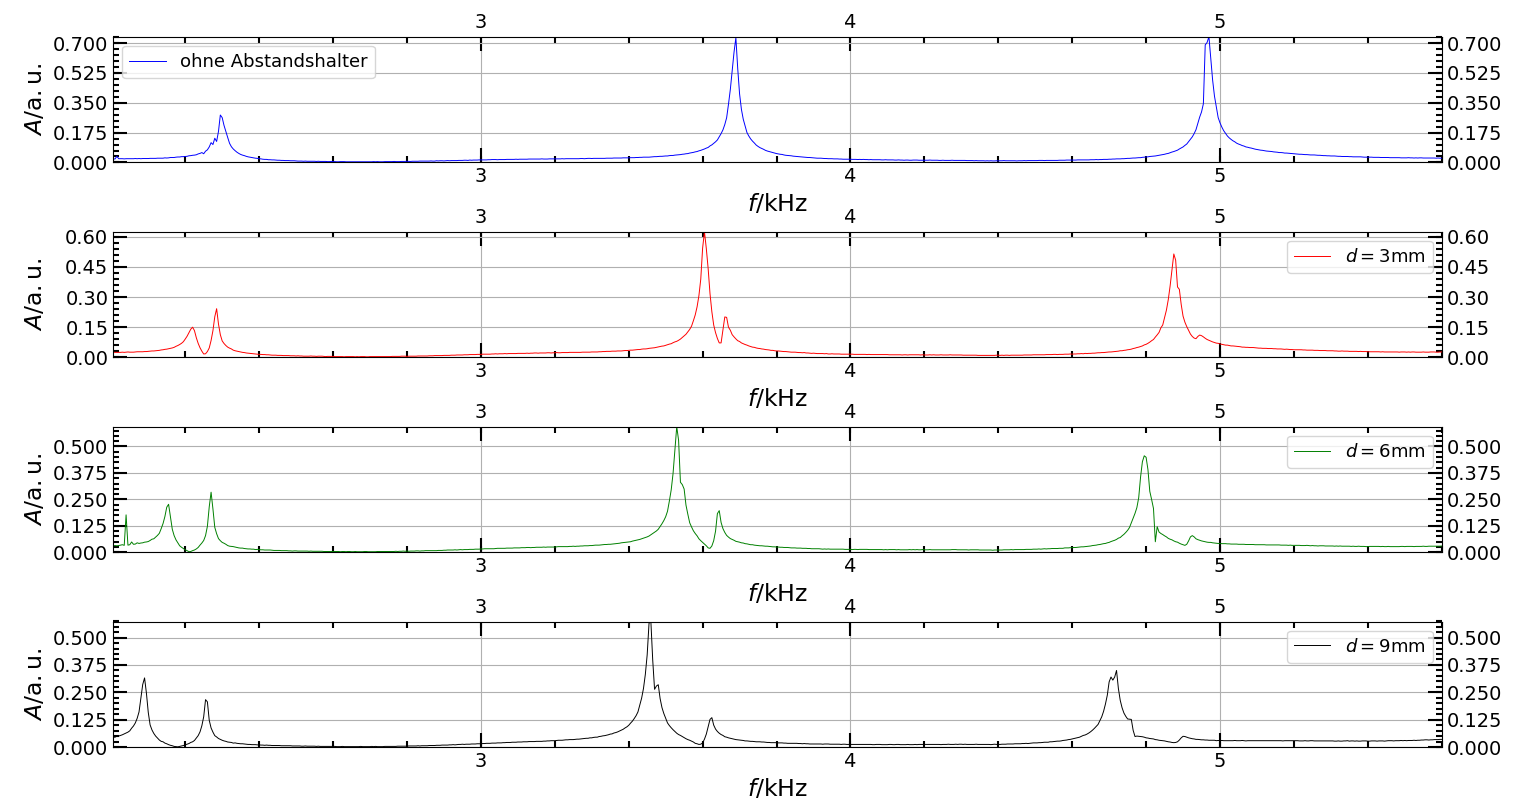 3 4 5
0.700 0.700
0.525 0.525
0.350 0.350
0.175 0.175
0.000 0.000
A/a. u.
ohne Abstandshalter
3 4 5
f/kHz
3 4 5
0.60 0.60
0.45 0.45
0.30 0.30
0.15 0.15
0.00 0.00
A/a. u.
d = 3mm
3 4 5
f/kHz
3 4 5
0.500 0.500
0.375 0.375
0.250 0.250
0.125 0.125
0.000 0.000
A/a. u.
d = 6mm
3 4 5
f/kHz
3 4 5
0.500 0.500
0.375 0.375
0.250 0.250
0.125 0.125
0.000 0.000
A/a. u.
d = 9mm
3 4 5
f/kHz